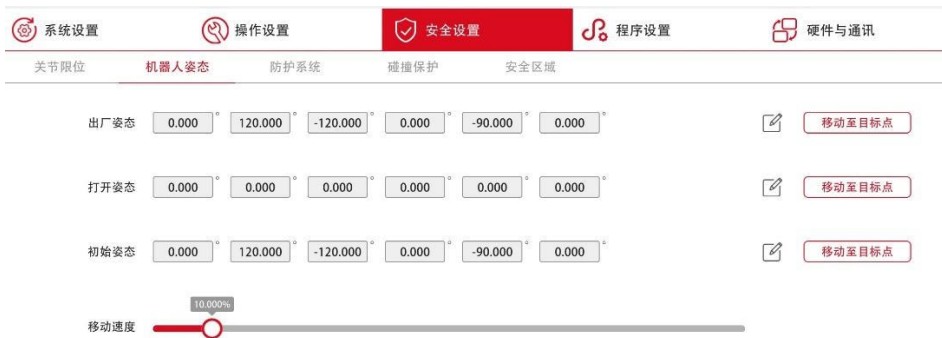 系统设置 操作设置 安全设置 程序设置 硬件与通讯
关节限位 机器人姿态 防护系统 碰撞保护 安全区域
出厂姿态 0.000 ° 120.000 ° -120.000 ° 0.000 ° -90.000 ° 0.000 ° 移动至目标点
打开姿态 0.000 ° 0.000 ° 0.000 ° 0.000 ° 0.000 ° 0.000 ° 移动至目标点
初始姿态 0.000 ° 120.000 ° -120.000 ° 0.000 ° -90.000 ° 0.000 ° 移动至目标点
10.000%
移动速度